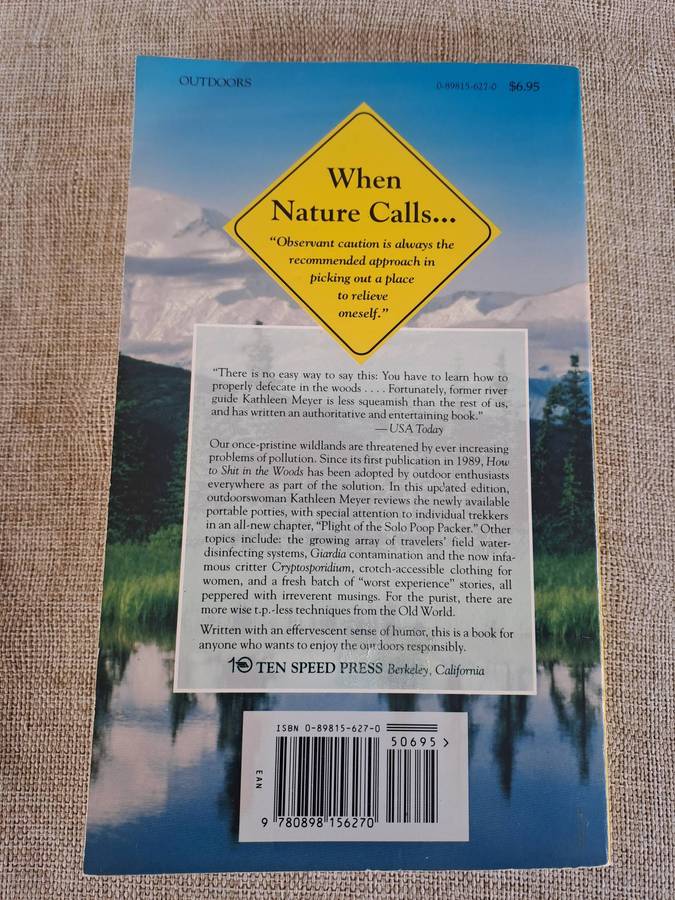 OUTDOORS
0-89815-627-0 $6.95
When
Nature Calls...
“Observant caution is always the
recommended approach in
picking out a place
to relieve
oneself.”
“There is no easy way to say this: You have to learn how to
properly defecate in the woods . . . . Fortunately, former river
guide Kathleen Meyer is less squeamish than the rest of us,
and has written an authoritative and entertaining book.”
—USA Today
Our once-pristine wildlands are threatened by ever increasing
problems of pollution. Since its first publication in 1989, How
to Shit in the Woods has been adopted by outdoor enthusiasts
everywhere as part of the solution. In this updated edition,
outdoorswoman Kathleen Meyer reviews the newly available
portable potties, with special attention to individual trekkers
in an all-new chapter, “Plight of the Solo Poop Packer.” Other
topics include: the growing array of travelers’ field water-
disinfecting systems, Giardia contamination and the now infa-
mous critter Cryptosporidium, crotch-accessible clothing for
women, and a fresh batch of “worst experience” stories, all
peppered with irreverent musings. For the purist, there are
more wise t.p.-less techniques from the Old World.
Written with an effervescent sense of humor, this is a book for
anyone who wants to enjoy the outdoors responsibly.
TEN SPEED PRESS Berkeley, California
ISBN 0-89815-627-0
50695
EAN
9 780898 156270